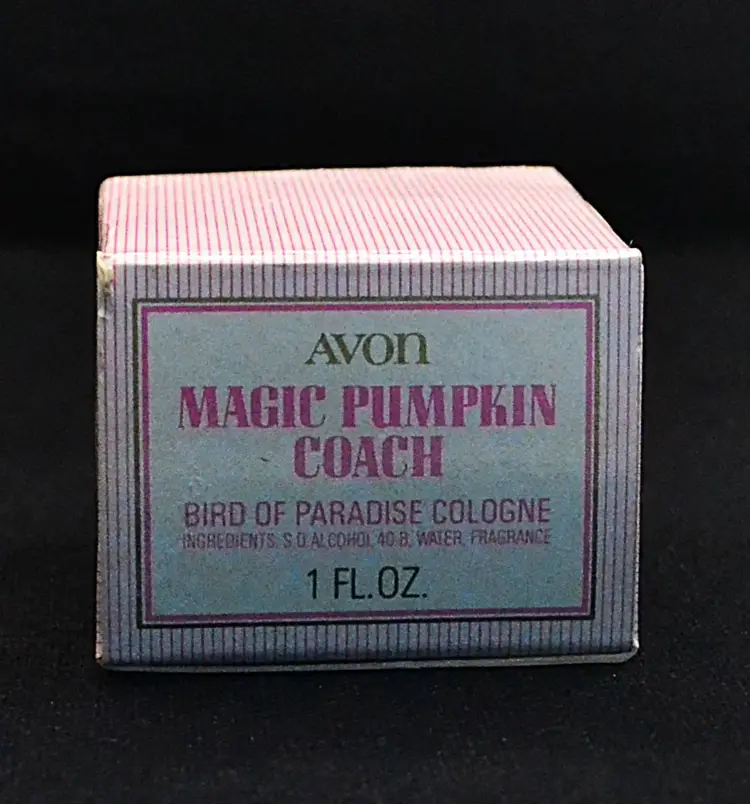 AVON
MAGIC PUMPKIN
COACH
BIRD OF PARADISE COLOGNE
INGREDIENTS: S.D. ALCOHOL 40 B, WATER, FRAGRANCE
1 FL.OZ.